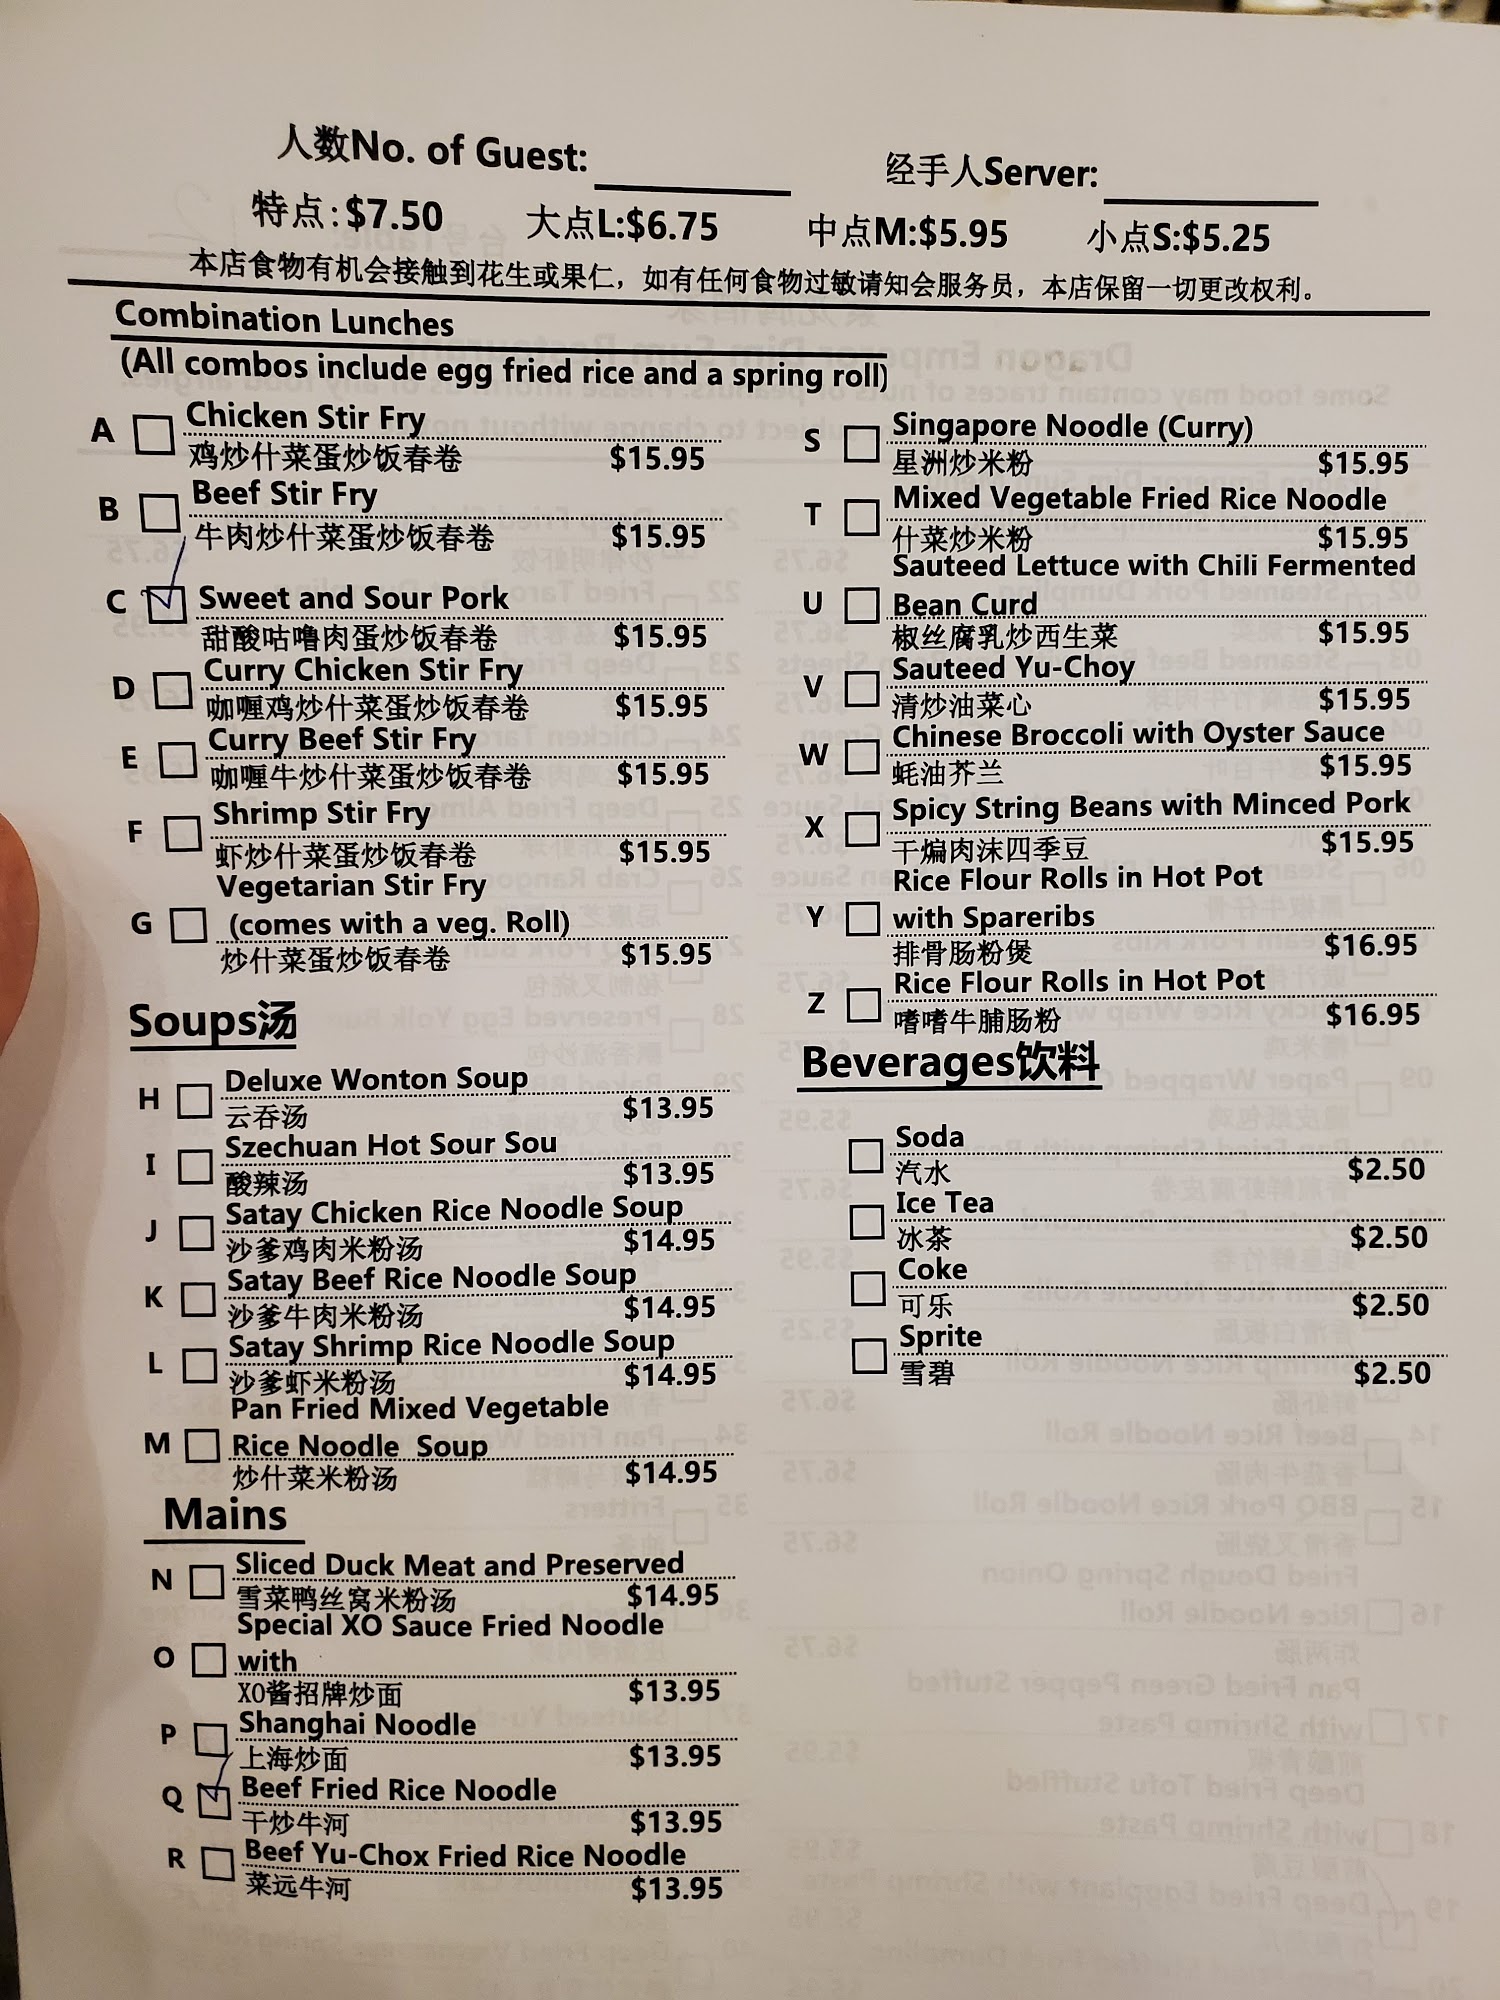 人数No. of Guest: 经手人Server:
特点:$7.50 大点L:$6.75 中点M:$5.95 小点S:$5.25
本店食物有机会接触到花生或果仁，如有任何食物过敏请知会服务员，本店保留一切更改权利。
Combination Lunches
(All combos include egg fried rice and a spring roll)
A Chicken Stir Fry
鸡炒什菜蛋炒饭春卷 $15.95
B Beef Stir Fry
牛肉炒什菜蛋炒饭春卷 $15.95
C Sweet and Sour Pork
甜酸咕噜肉蛋炒饭春卷 $15.95
D Curry Chicken Stir Fry
咖喱鸡炒什菜蛋炒饭春卷 $15.95
E Curry Beef Stir Fry
咖喱牛炒什菜蛋炒饭春卷 $15.95
F Shrimp Stir Fry
虾炒什菜蛋炒饭春卷 $15.95
Vegetarian Stir Fry
G (comes with a veg. Roll)
炒什菜蛋炒饭春卷 $15.95
Soups汤
H Deluxe Wonton Soup
云吞汤 $13.95
I Szechuan Hot Sour Sou
酸辣汤 $13.95
J Satay Chicken Rice Noodle Soup
沙爹鸡肉米粉汤 $14.95
K Satay Beef Rice Noodle Soup
沙爹牛肉米粉汤 $14.95
L Satay Shrimp Rice Noodle Soup
沙爹虾米粉汤 $14.95
Pan Fried Mixed Vegetable
M Rice Noodle Soup
炒什菜米粉汤 $14.95
Mains
N Sliced Duck Meat and Preserved
雪菜鸭丝窝米粉汤 $14.95
Special XO Sauce Fried Noodle
O with
XO酱招牌炒面 $13.95
P Shanghai Noodle
上海炒面 $13.95
Q Beef Fried Rice Noodle
干炒牛河 $13.95
R Beef Yu-Chox Fried Rice Noodle
菜远牛河 $13.95
S Singapore Noodle (Curry)
星洲炒米粉 $15.95
T Mixed Vegetable Fried Rice Noodle
什菜炒米粉 $15.95
Sauteed Lettuce with Chili Fermented
U Bean Curd
椒丝腐乳炒西生菜 $15.95
V Sauteed Yu-Choy
清炒油菜心 $15.95
W Chinese Broccoli with Oyster Sauce
蚝油芥兰 $15.95
X Spicy String Beans with Minced Pork
干煸肉沫四季豆 $15.95
Rice Flour Rolls in Hot Pot
Y with Spareribs
排骨肠粉煲 $16.95
Z Rice Flour Rolls in Hot Pot
嗜嗜牛脯肠粉 $16.95
Beverages饮料
Soda
汽水 $2.50
Ice Tea
冰茶 $2.50
Coke
可乐 $2.50
Sprite
雪碧 $2.50